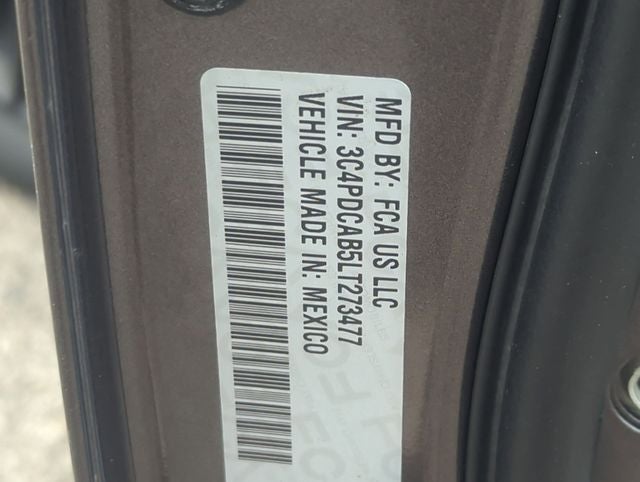 MFD BY: FCA US LLC
VIN: 3C4PDCAB5LT273477
VEHICLE MADE IN: MEXICO